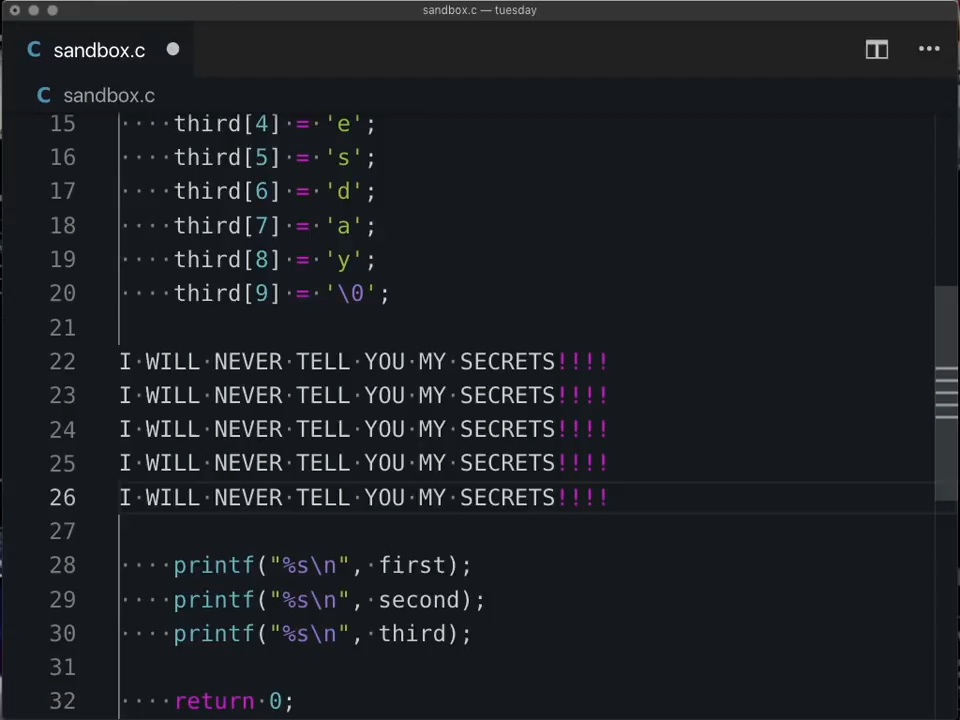 sandbox.c — tuesday
C sandbox.c
C sandbox.c
15 ····third[4]·=·'e';
16 ····third[5]·=·'s';
17 ····third[6]·=·'d';
18 ····third[7]·=·'a';
19 ····third[8]·=·'y';
20 ····third[9]·=·'\0';
21
22 I·WILL·NEVER·TELL·YOU·MY·SECRETS!!!!
23 I·WILL·NEVER·TELL·YOU·MY·SECRETS!!!!
24 I·WILL·NEVER·TELL·YOU·MY·SECRETS!!!!
25 I·WILL·NEVER·TELL·YOU·MY·SECRETS!!!!
26 I·WILL·NEVER·TELL·YOU·MY·SECRETS!!!!
27
28 ····printf("%s\n",·first);
29 ····printf("%s\n",·second);
30 ····printf("%s\n",·third);
31
32 ····return·0;